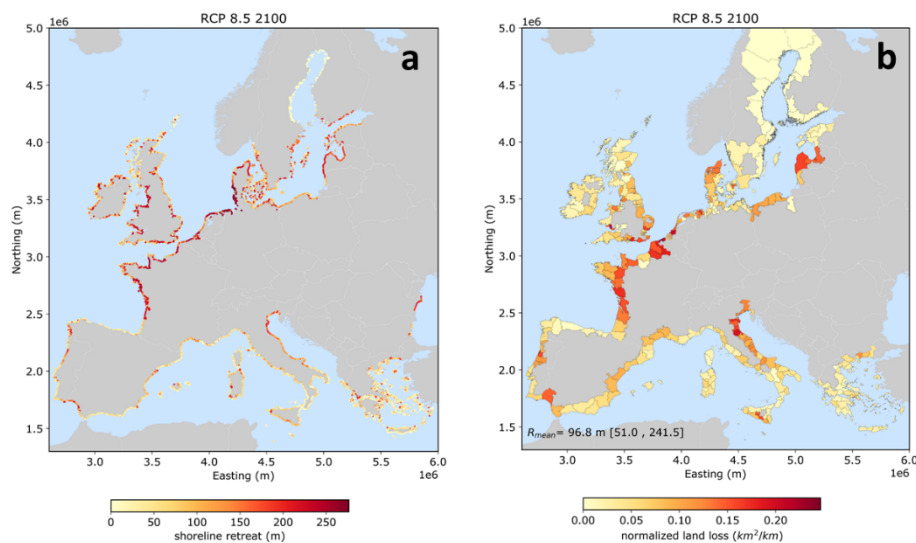 RCP 8.5 2100
1e6
a
5.0
4.5
4.0
3.5
3.0
2.5
2.0
1.5
Northing (m)
3.0 3.5 4.0 4.5 5.0 5.5 6.0
Easting (m)
1e6
0 50 100 150 200 250
shoreline retreat (m)
RCP 8.5 2100
1e6
b
5.0
4.5
4.0
3.5
3.0
2.5
2.0
1.5
Northing (m)
R_mean= 96.8 m [51.0 , 241.5]
3.0 3.5 4.0 4.5 5.0 5.5 6.0
Easting (m)
1e6
0.00 0.05 0.10 0.15 0.20
normalized land loss (km²/km)